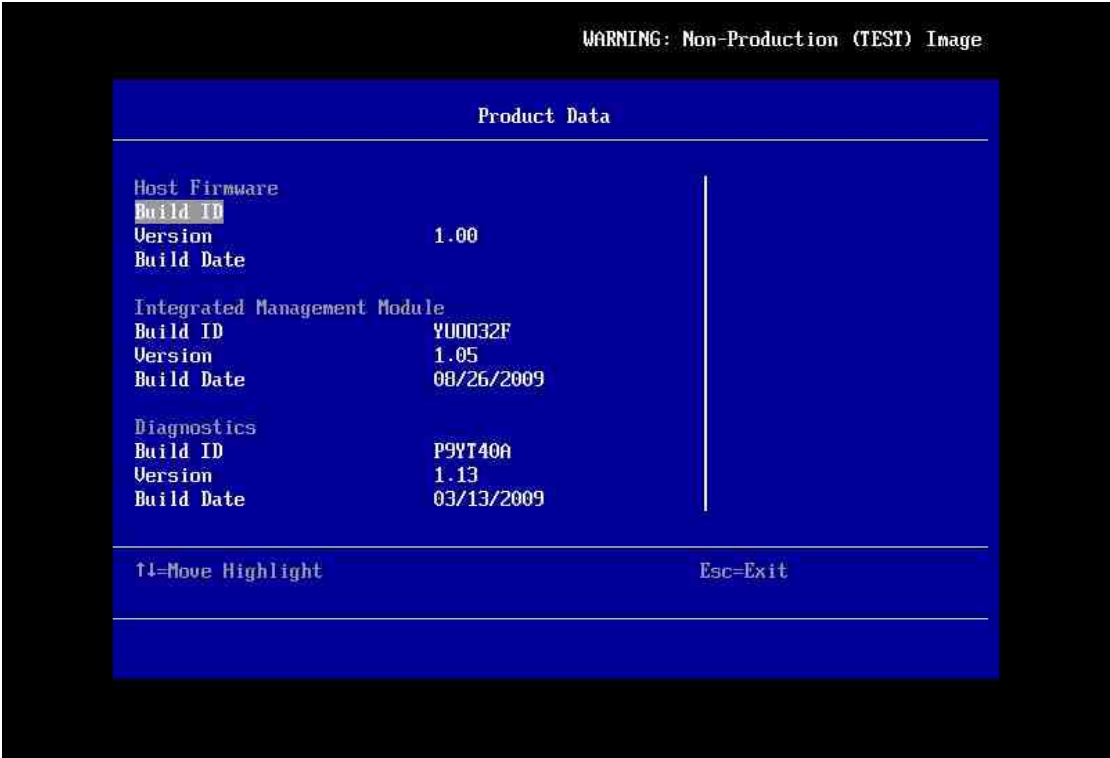 WARNING: Non-Production (TEST) Image
Product Data
Host Firmware
Build ID
Version 1.00
Build Date
Integrated Management Module
Build ID YUOO32F
Version 1.05
Build Date 08/26/2009
Diagnostics
Build ID P9YT40A
Version 1.13
Build Date 03/13/2009
↑↓=Move Highlight Esc=Exit